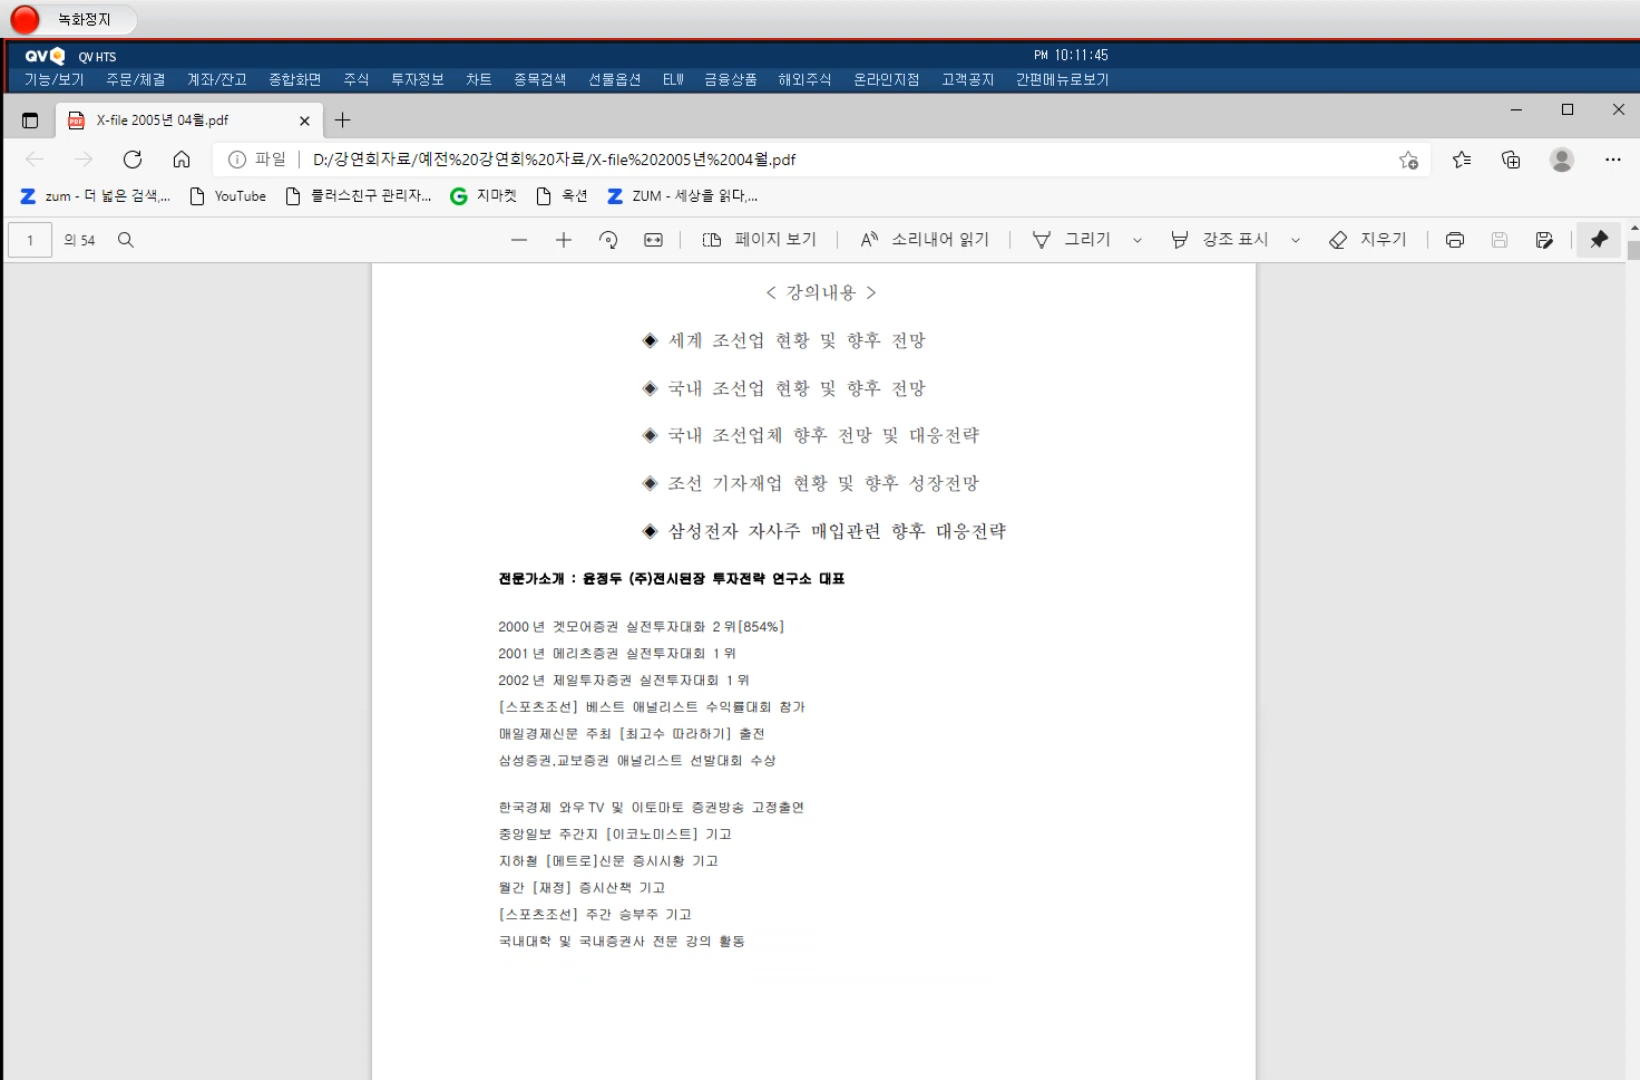 녹화정지
QV QV HTS PM 10:11:45
기능/보기 주문/체결 계좌/잔고 종합화면 주식 투자정보 차트 종목검색 선물옵션 ELW 금융상품 해외주식 온라인지점 고객공지 간편메뉴로보기
X-file 2005년 04월.pdf
파일 D:/강연회자료/예전%20강연회%20자료/X-file%202005년%2004월.pdf
zum - 더 넓은 검색,... YouTube 플러스친구 관리자... 지마켓 옥션 ZUM - 세상을 읽다,...
1 의 54 페이지 보기 소리내어 읽기 그리기 강조 표시 지우기
< 강의내용 >
◈ 세계 조선업 현황 및 향후 전망
◈ 국내 조선업 현황 및 향후 전망
◈ 국내 조선업체 향후 전망 및 대응전략
◈ 조선 기자재업 현황 및 향후 성장전망
◈ 삼성전자 자사주 매입관련 향후 대응전략
전문가소개 : 윤정두 (주)전시된장 투자전략 연구소 대표
2000년 겟모어증권 실전투자대화 2위[854%]
2001년 메리츠증권 실전투자대회 1위
2002년 제일투자증권 실전투자대회 1위
[스포츠조선] 베스트 애널리스트 수익률대회 참가
매일경제신문 주최 [최고수 따라하기] 출전
삼성증권,교보증권 애널리스트 선발대회 수상
한국경제 와우TV 및 이토마토 증권방송 고정출연
중앙일보 주간지 [이코노미스트] 기고
지하철 [메트로]신문 증시시황 기고
월간 [재정] 증시산책 기고
[스포츠조선] 주간 승부주 기고
국내대학 및 국내증권사 전문 강의 활동